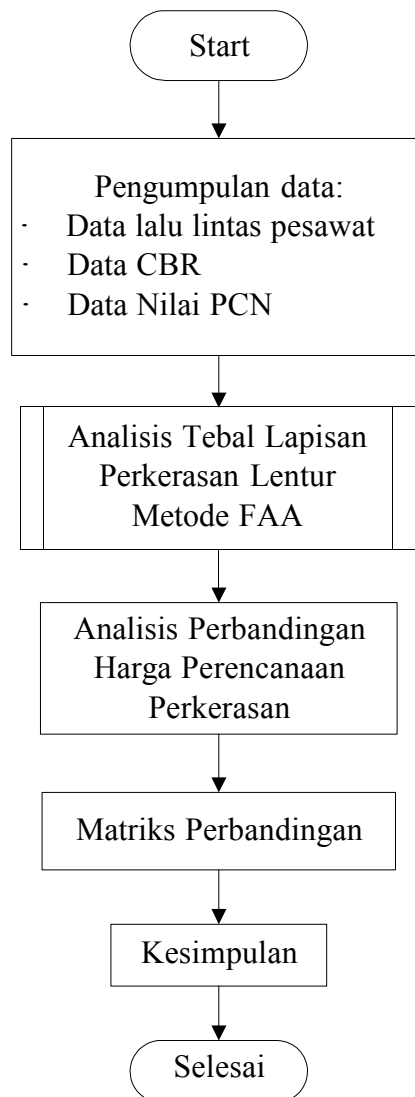 Start
Pengumpulan data:
- Data lalu lintas pesawat
- Data CBR
- Data Nilai PCN
Analisis Tebal Lapisan
Perkerasan Lentur
Metode FAA
Analisis Perbandingan
Harga Perencanaan
Perkerasan
Matriks Perbandingan
Kesimpulan
Selesai